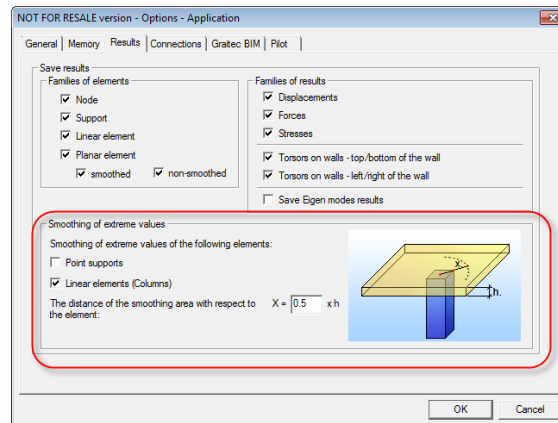 NOT FOR RESALE version - Options - Application
General Memory Results Connections Graitec BIM Pilot
Save results
Families of elements
Node
Support
Linear element
Planar element
smoothed non-smoothed
Families of results
Displacements
Forces
Stresses
Torsors on walls - top/bottom of the wall
Torsors on walls - left/right of the wall
Save Eigen modes results
Smoothing of extreme values
Smoothing of extreme values of the following elements:
Point supports
Linear elements (Columns)
The distance of the smoothing area with respect to
the element:
X = 0.5 x h
X
h.
OK Cancel